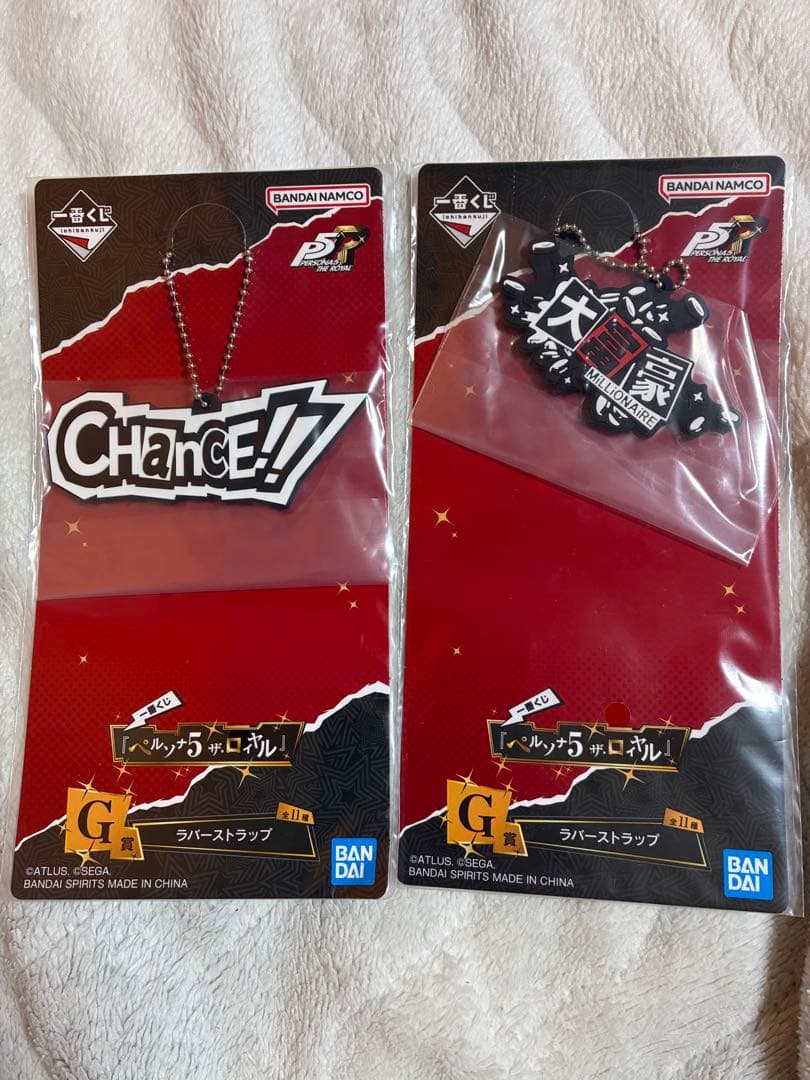 一番くじ
ichibankuji
BANDAI NAMCO
P5R
PERSONA5
THE ROYAL
CHanCE!!
一番くじ
『ペルソナ5 ザ・ロイヤル』
G賞
ラバーストラップ
全11種
©ATLUS. ©SEGA.
BANDAI SPIRITS MADE IN CHINA
BAN
DAI
一番くじ
ichibankuji
BANDAI NAMCO
P5R
PERSONA5
THE ROYAL
大富豪
MiLLiONAiRE
一番くじ
『ペルソナ5 ザ・ロイヤル』
G賞
ラバーストラップ
全11種
©ATLUS. ©SEGA.
BANDAI SPIRITS MADE IN CHINA
BAN
DAI